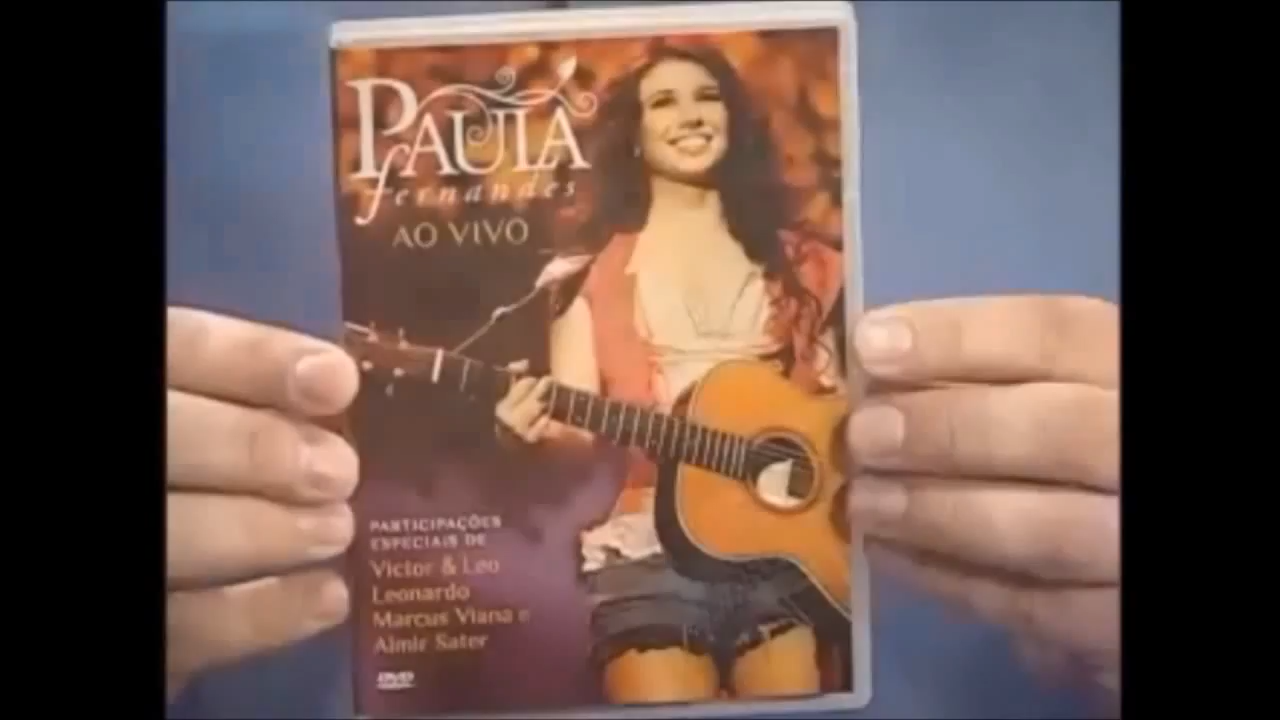 PAULA
fernandes
AO VIVO
PARTICIPAÇÕES
ESPECIAIS DE
Victor & Leo
Leonardo
Marcus Viana e
Almir Sater
DVD